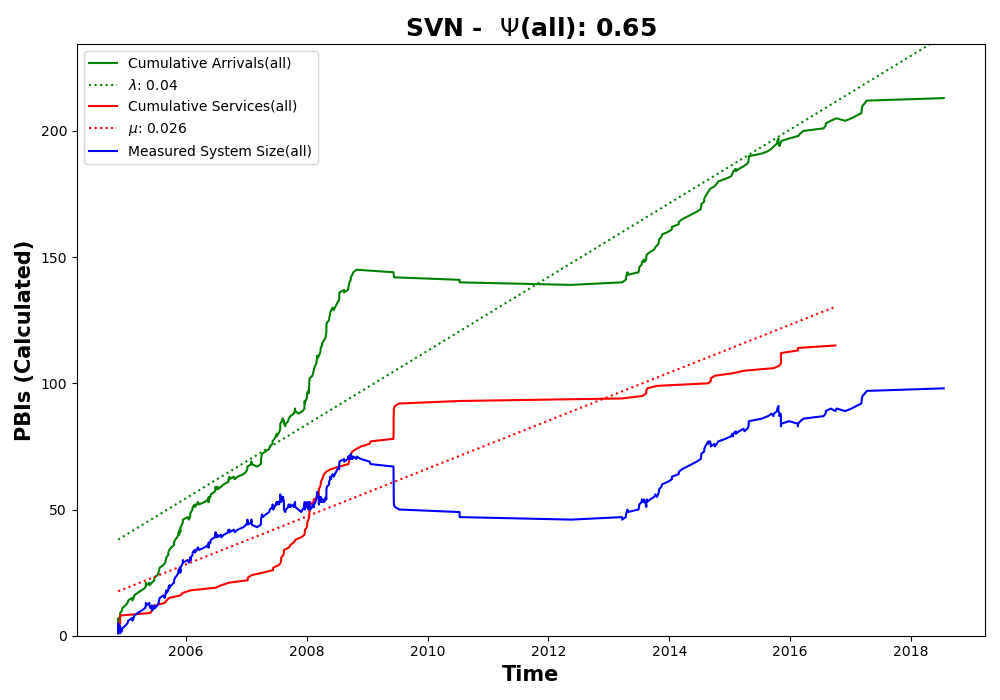 SVN - Ψ(all): 0.65
Cumulative Arrivals(all)
λ: 0.04
Cumulative Services(all)
μ: 0.026
Measured System Size(all)
PBIs (Calculated)
200
150
100
50
0
2006 2008 2010 2012 2014 2016 2018
Time